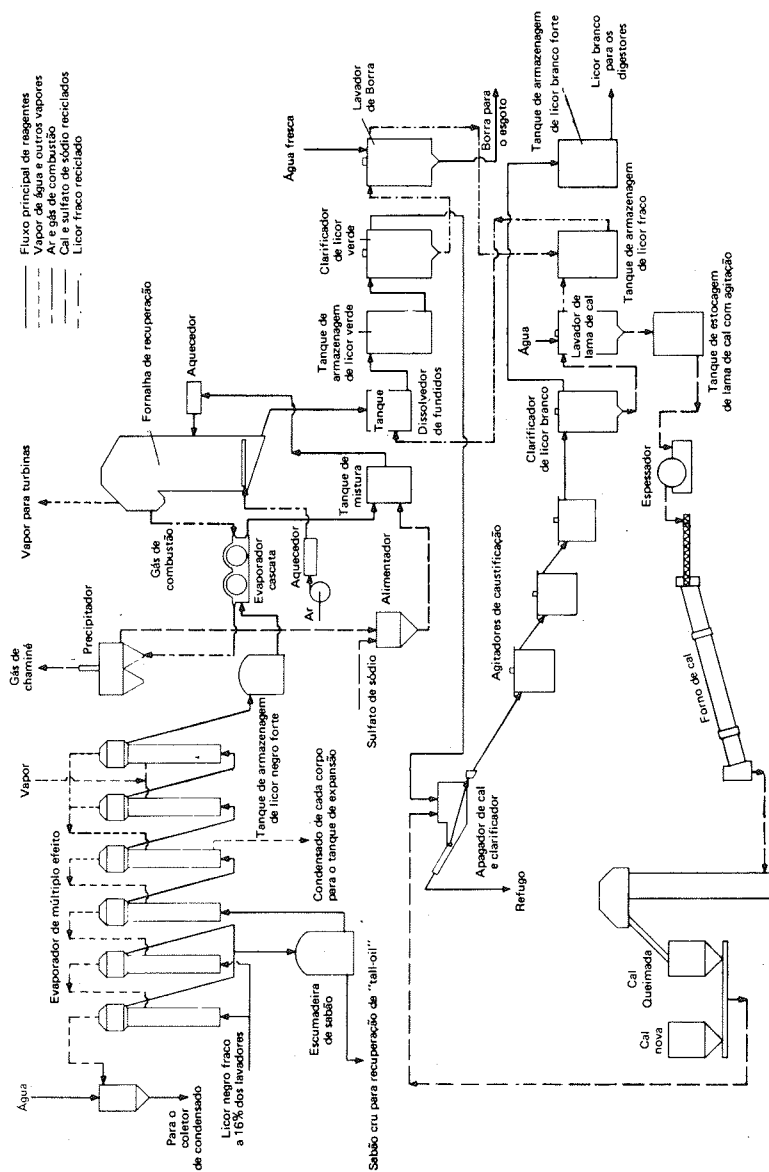 Fluxo principal de reagentes
Vapor de água e outros vapores
Ar e gás de combustão
Cal e sulfato de sódio reciclados
Licor fraco reciclado
Vapor para turbinas
Fornalha de recuperação
Aquecedor
Gás de
chaminé
Precipitador
Gás de
combustão
Evaporador
cascata
Aquecedor
Ar
Tanque de
mistura
Alimentador
Sulfato de sódio
Vapor
Evaporador de múltiplo efeito
Água
Para o
coletor
de condensado
Licor negro fraco
a 16% dos lavadores
Tanque de armazenagem
de licor negro forte
Condensado de cada corpo
para o tanque de expansão
Escumadeira
de sabão
Sabão cru para recuperação de "tall-oil"
Tanque
Dissolvedor
de fundidos
Tanque de
armazenagem
de licor verde
Clarificador
de licor
verde
Água fresca
Lavador
de Borra
Borra para
o esgoto
Tanque de armazenagem
de licor branco forte
Licor branco
para os
digestores
Tanque de armazenagem
de licor fraco
Água
Lavador de
lama de cal
Clarificador de
licor branco
Tanque de estocagem
de lama de cal com agitação
Agitadores de caustificação
Apagador de cal
e clarificador
Refugo
Espessador
Forno de cal
Cal
Queimada
Cal
nova